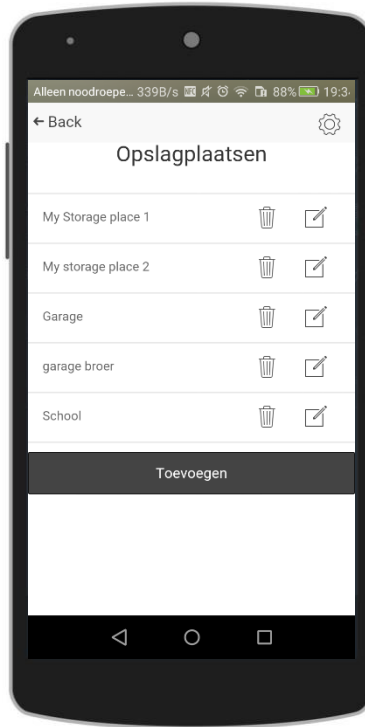 Alleen noodroepe... 339B/s NFC 88% 19:3
← Back
Opslagplaatsen
My Storage place 1
My storage place 2
Garage
garage broer
School
Toevoegen